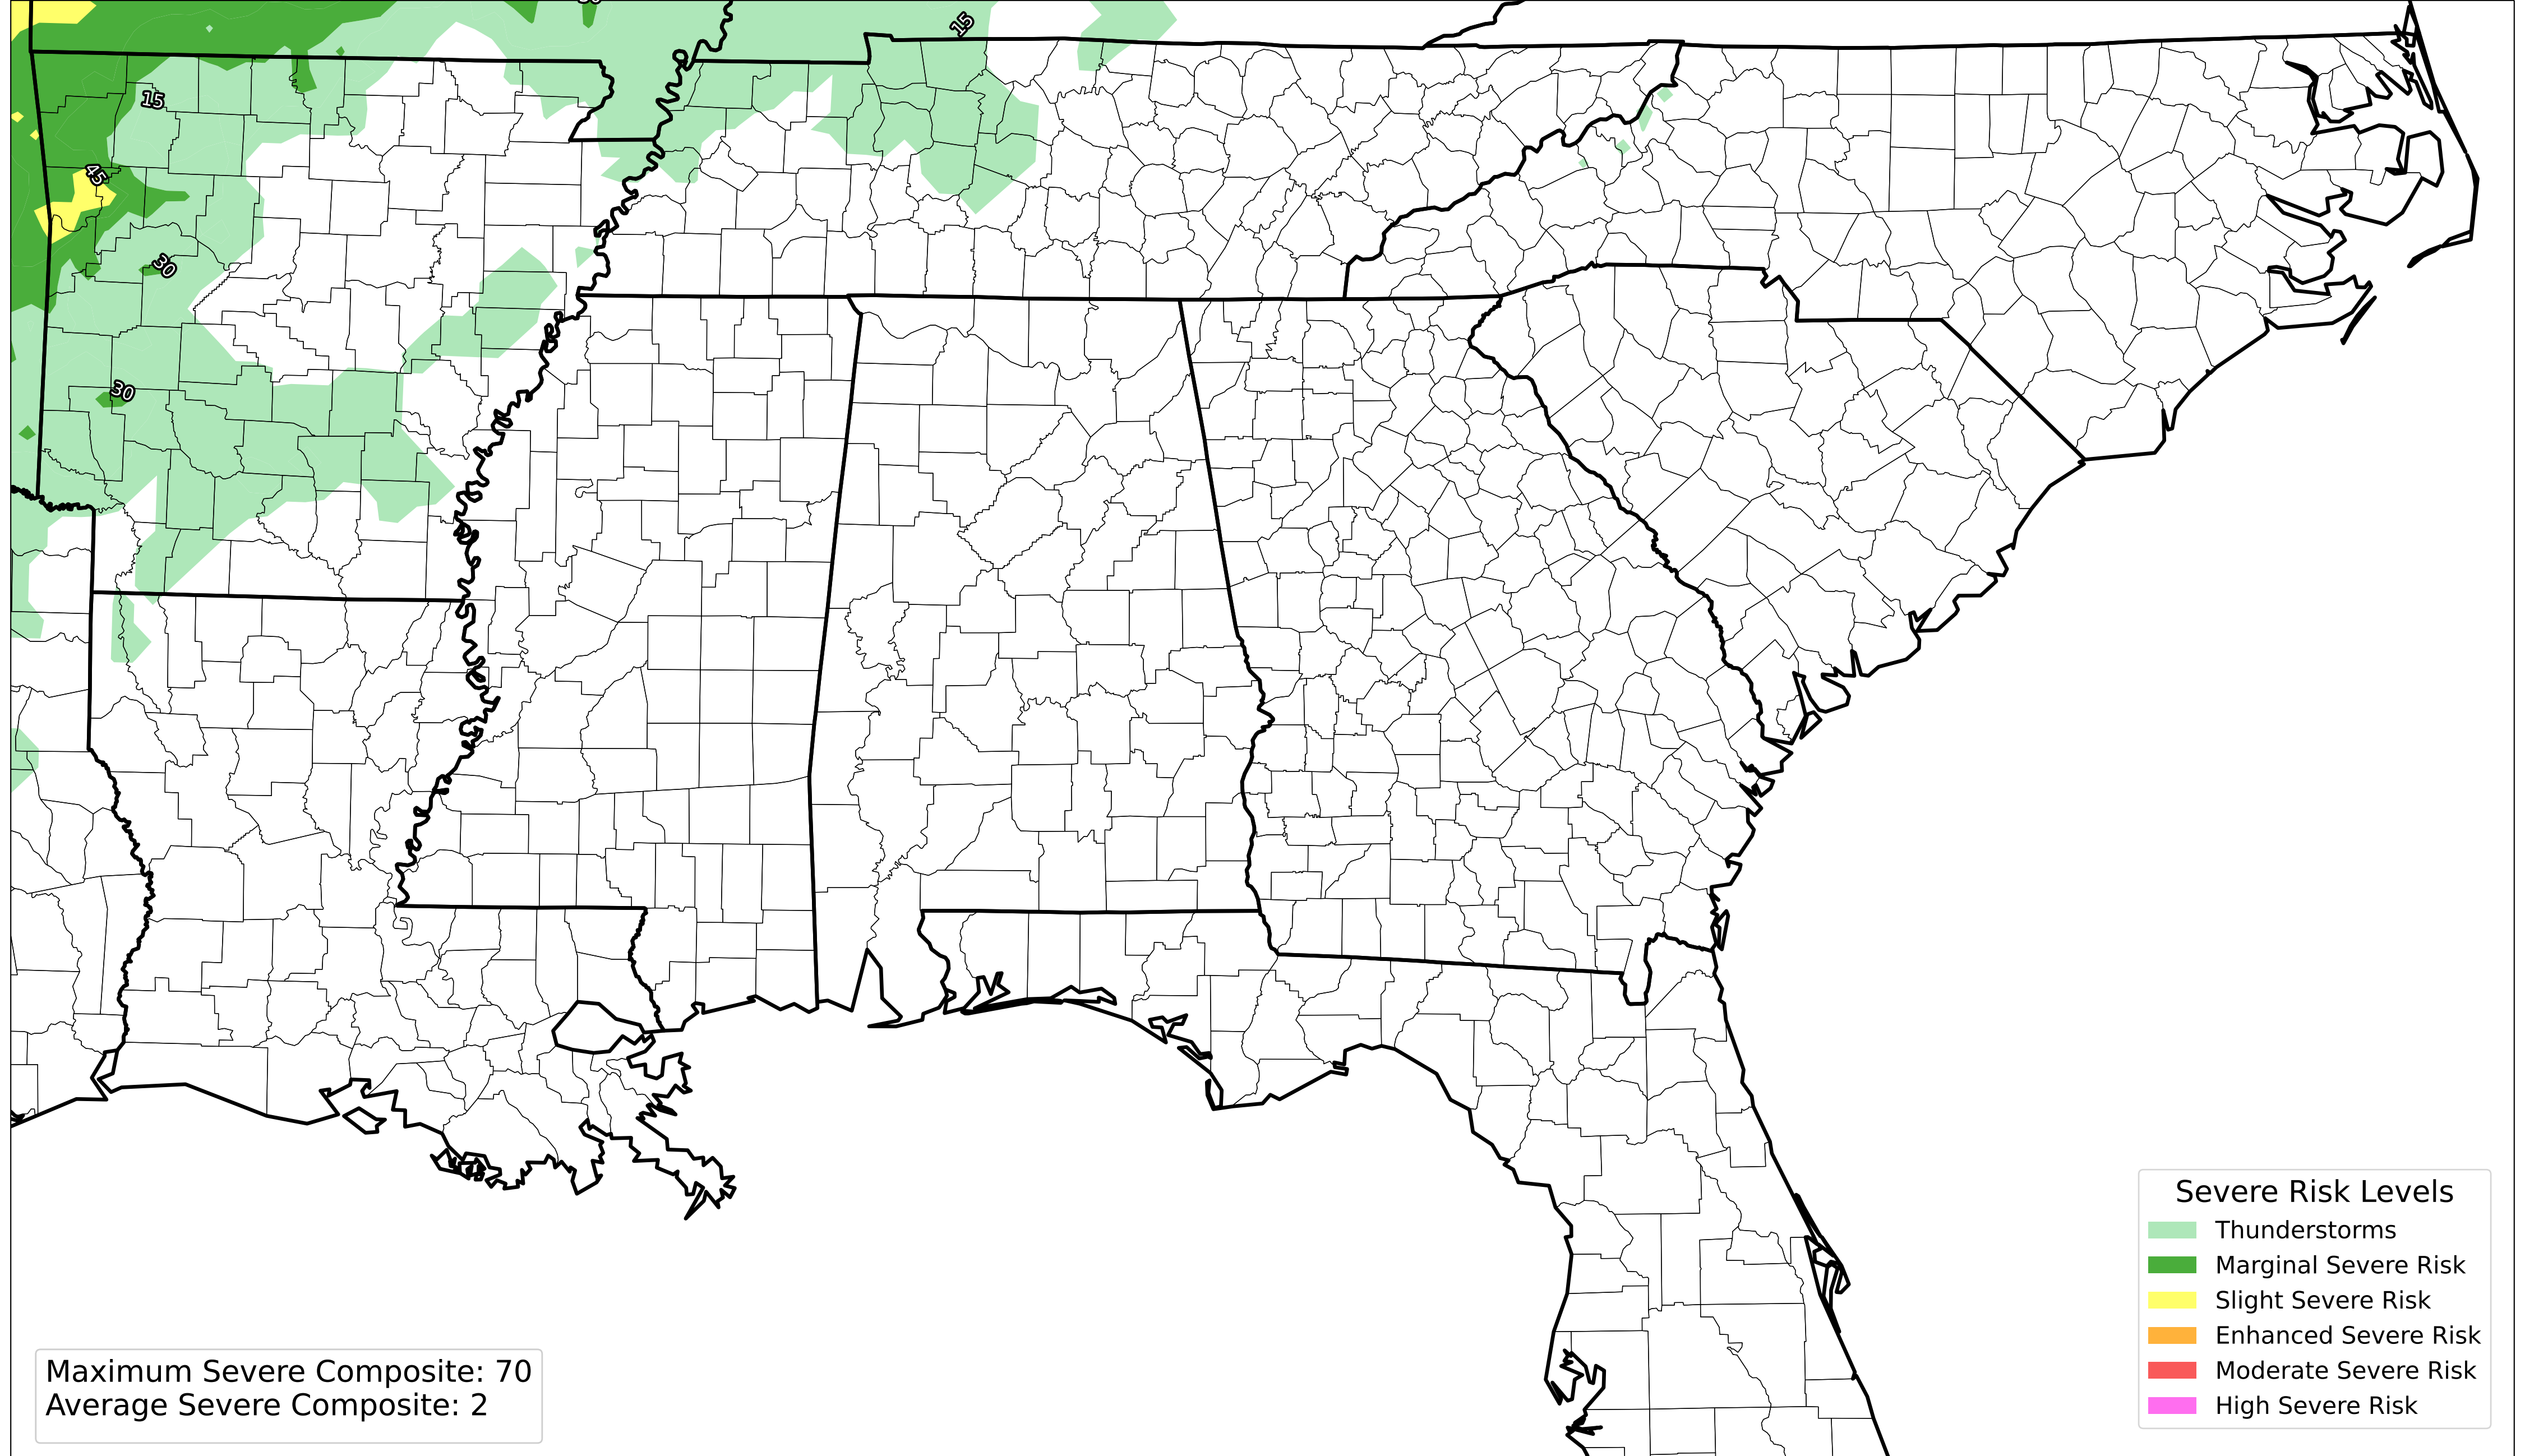 15
15
45
30
30
Severe Risk Levels
Thunderstorms
Marginal Severe Risk
Slight Severe Risk
Enhanced Severe Risk
Moderate Severe Risk
High Severe Risk
Maximum Severe Composite: 70
Average Severe Composite: 2